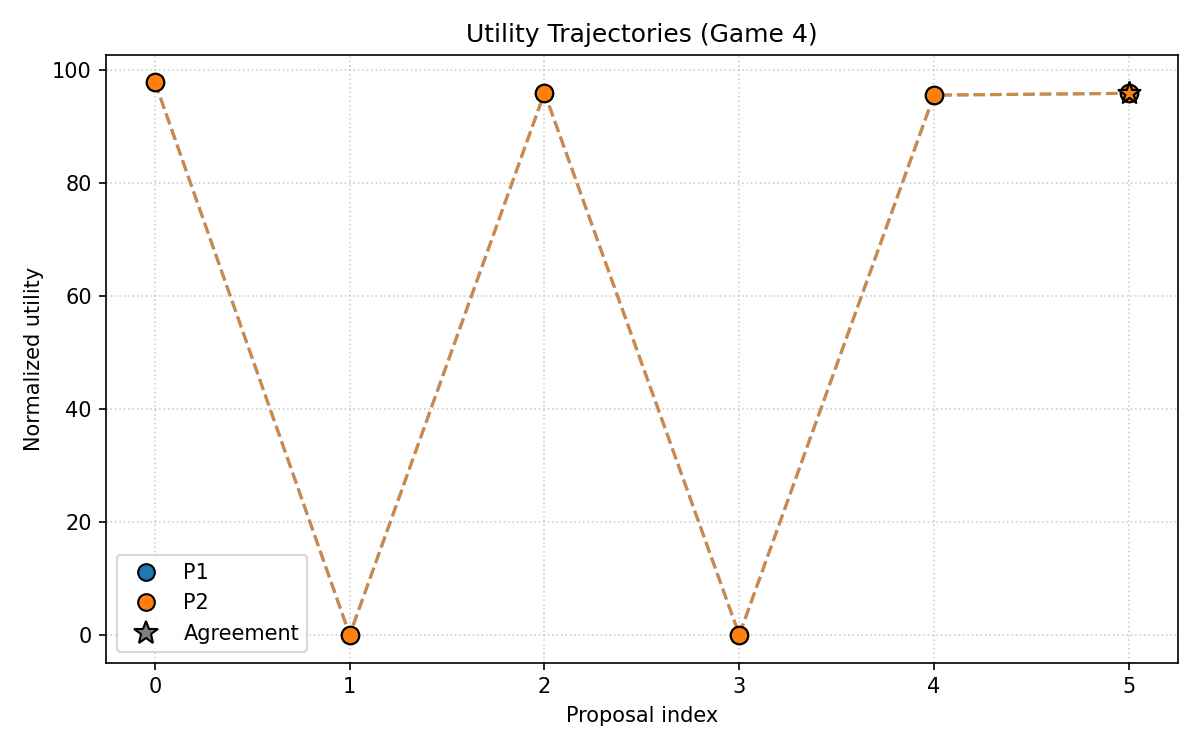 Utility Trajectories (Game 4)
Normalized utility
100
80
60
40
20
0
P1
P2
Agreement
0 1 2 3 4 5
Proposal index